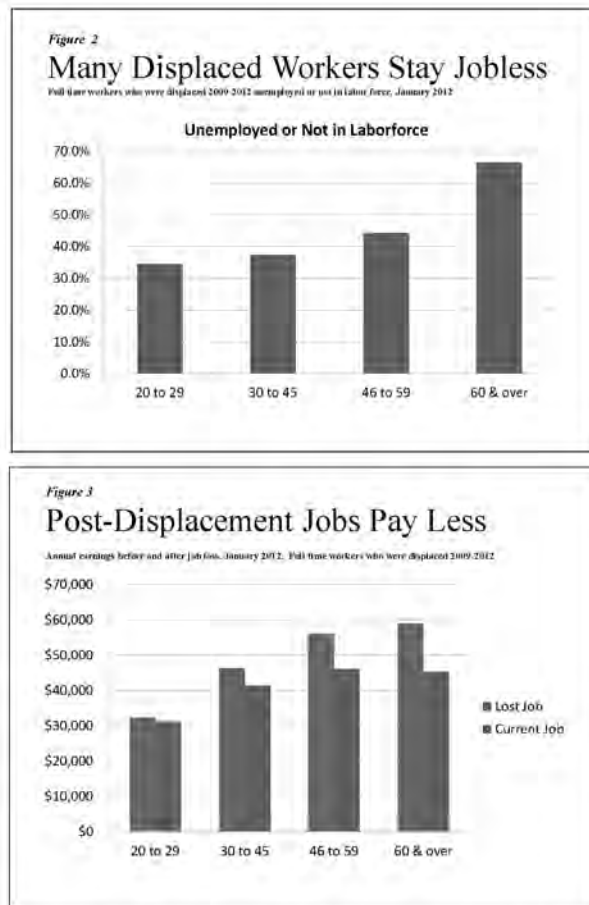 Figure 2
Many Displaced Workers Stay Jobless
Full time workers who were displaced 2009-2012 unemployed or not in labor force, January 2012
Unemployed or Not in Laborforce
70.0%
60.0%
50.0%
40.0%
30.0%
20.0%
10.0%
0.0%
20 to 29 30 to 45 46 to 59 60 & over
Figure 3
Post-Displacement Jobs Pay Less
Annual earnings before and after job loss, January 2012. Full time workers who were displaced 2009-2012
$70,000
$60,000
$50,000
$40,000
$30,000
$20,000
$10,000
$0
Lost Job
Current Job
20 to 29 30 to 45 46 to 59 60 & over